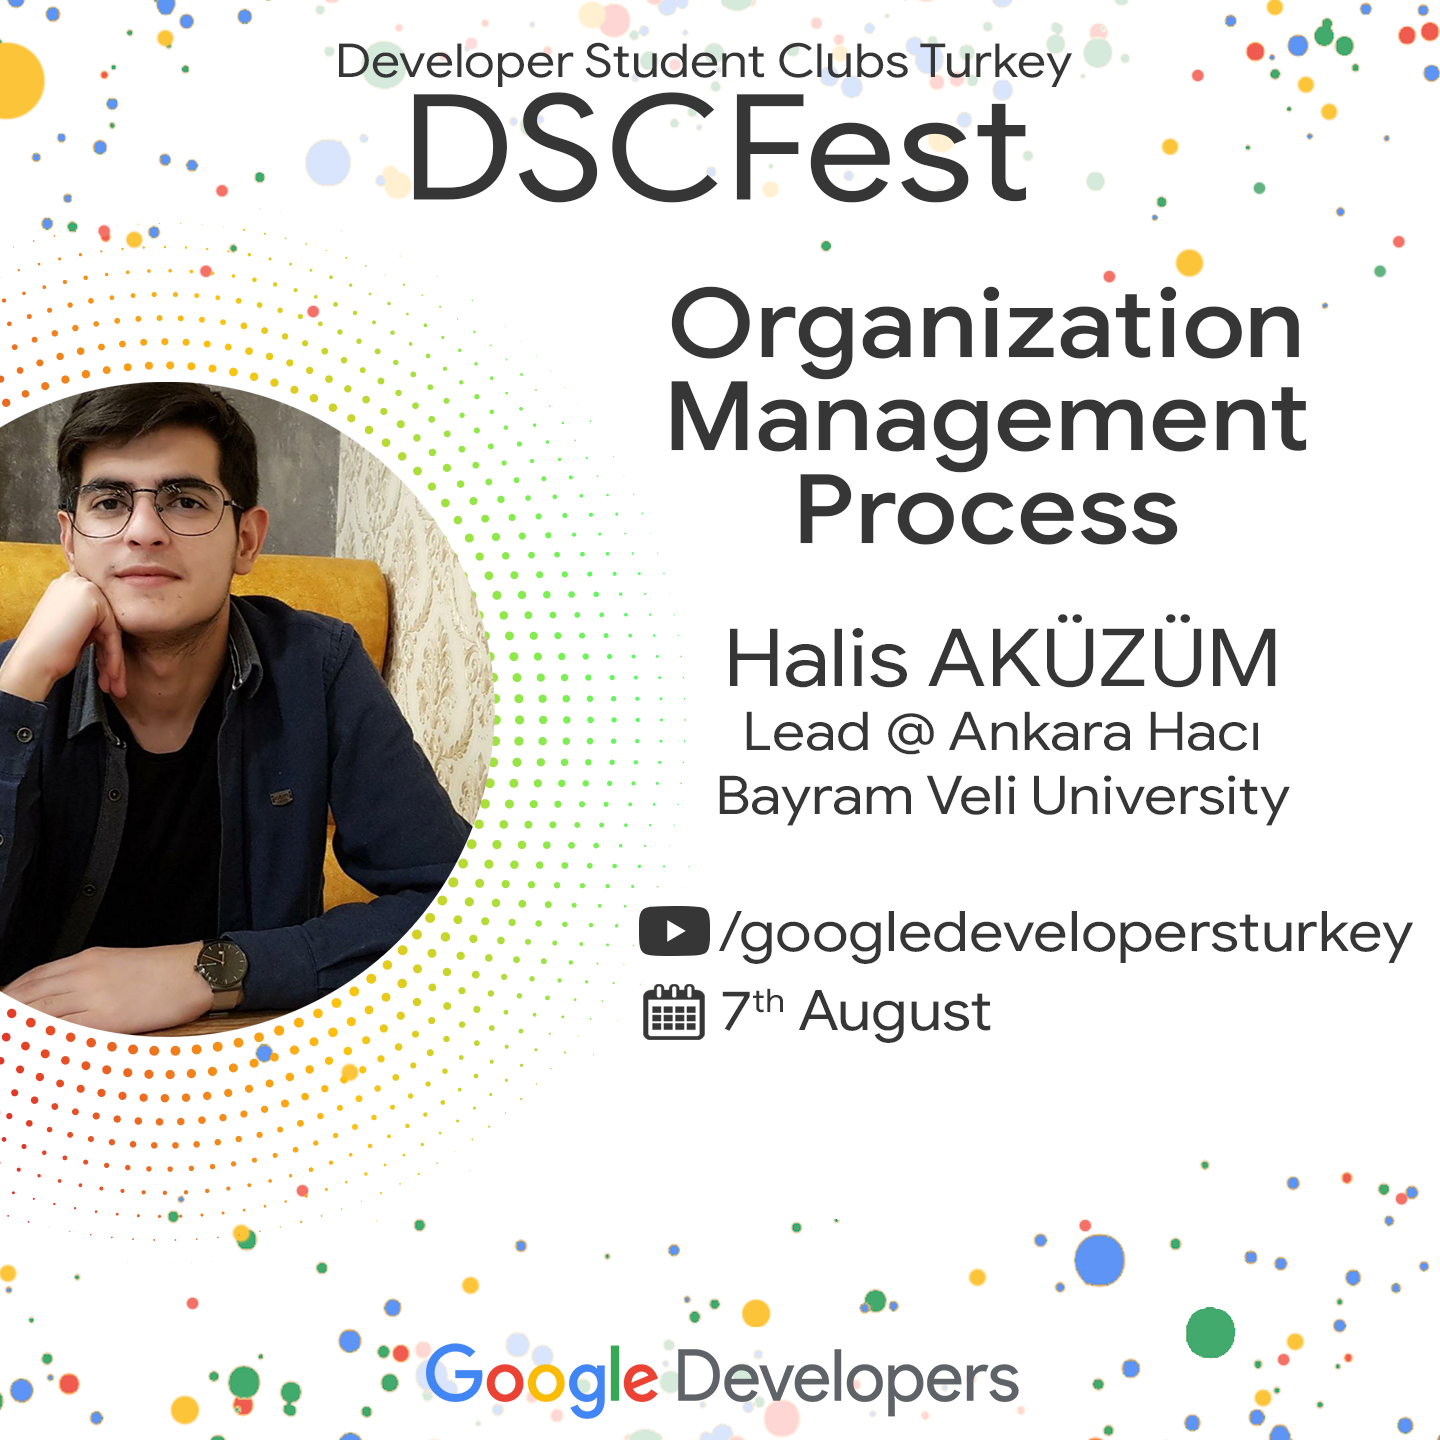 Developer Student Clubs Turkey
DSCFest
Organization
Management
Process
Halis AKÜZÜM
Lead @ Ankara Hacı
Bayram Veli University
/googledevelopersturkey
7th August
Google Developers